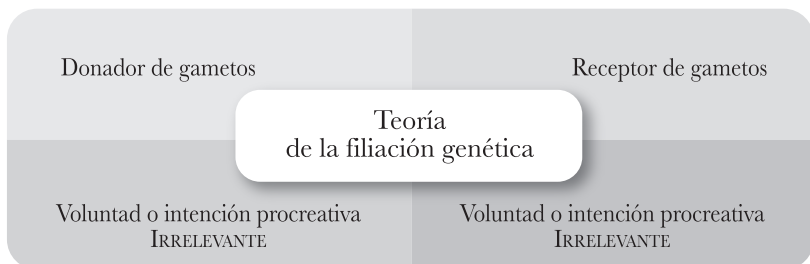 Donador de gametos
Receptor de gametos
Teoría
de la filiación genética
Voluntad o intención procreativa
IRRELEVANTE
Voluntad o intención procreativa
IRRELEVANTE